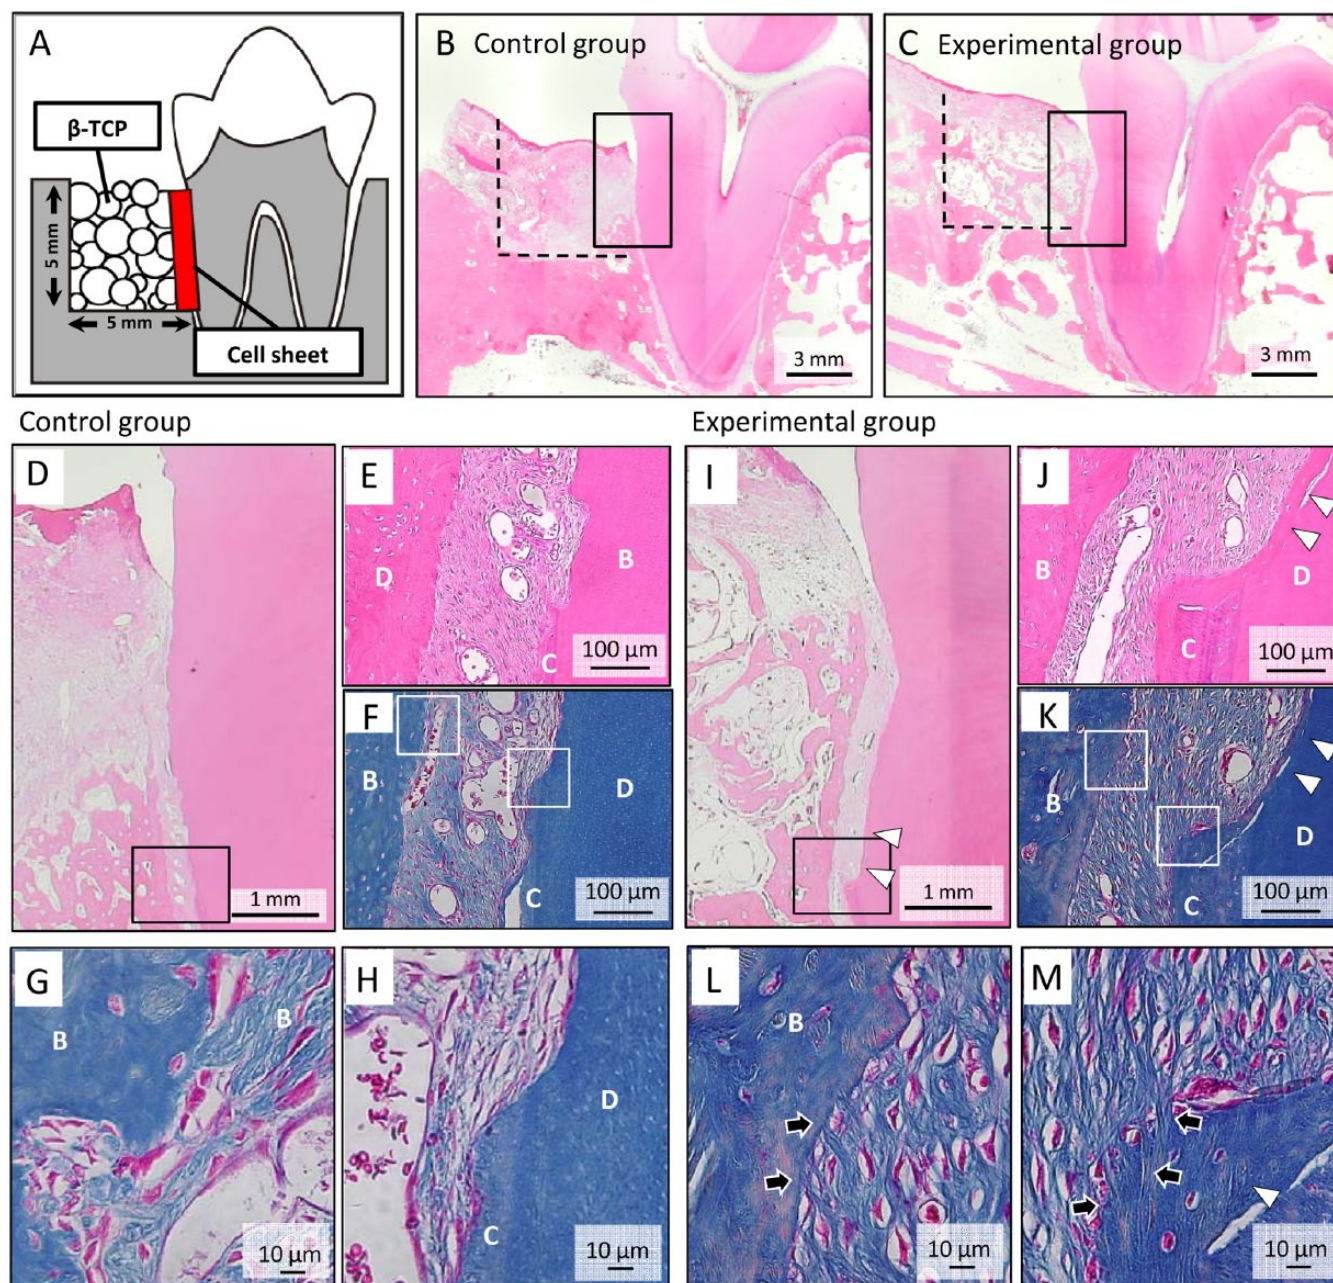 A
β-TCP
5 mm
5 mm
Cell sheet
B Control group
3 mm
C Experimental group
3 mm
Control group
Experimental group
D
1 mm
E
D
B
C
100 μm
F
B
D
C
100 μm
I
1 mm
J
B
D
C
100 μm
K
B
D
C
100 μm
G
B
B
10 μm
H
D
C
10 μm
L
B
10 μm
M
10 μm